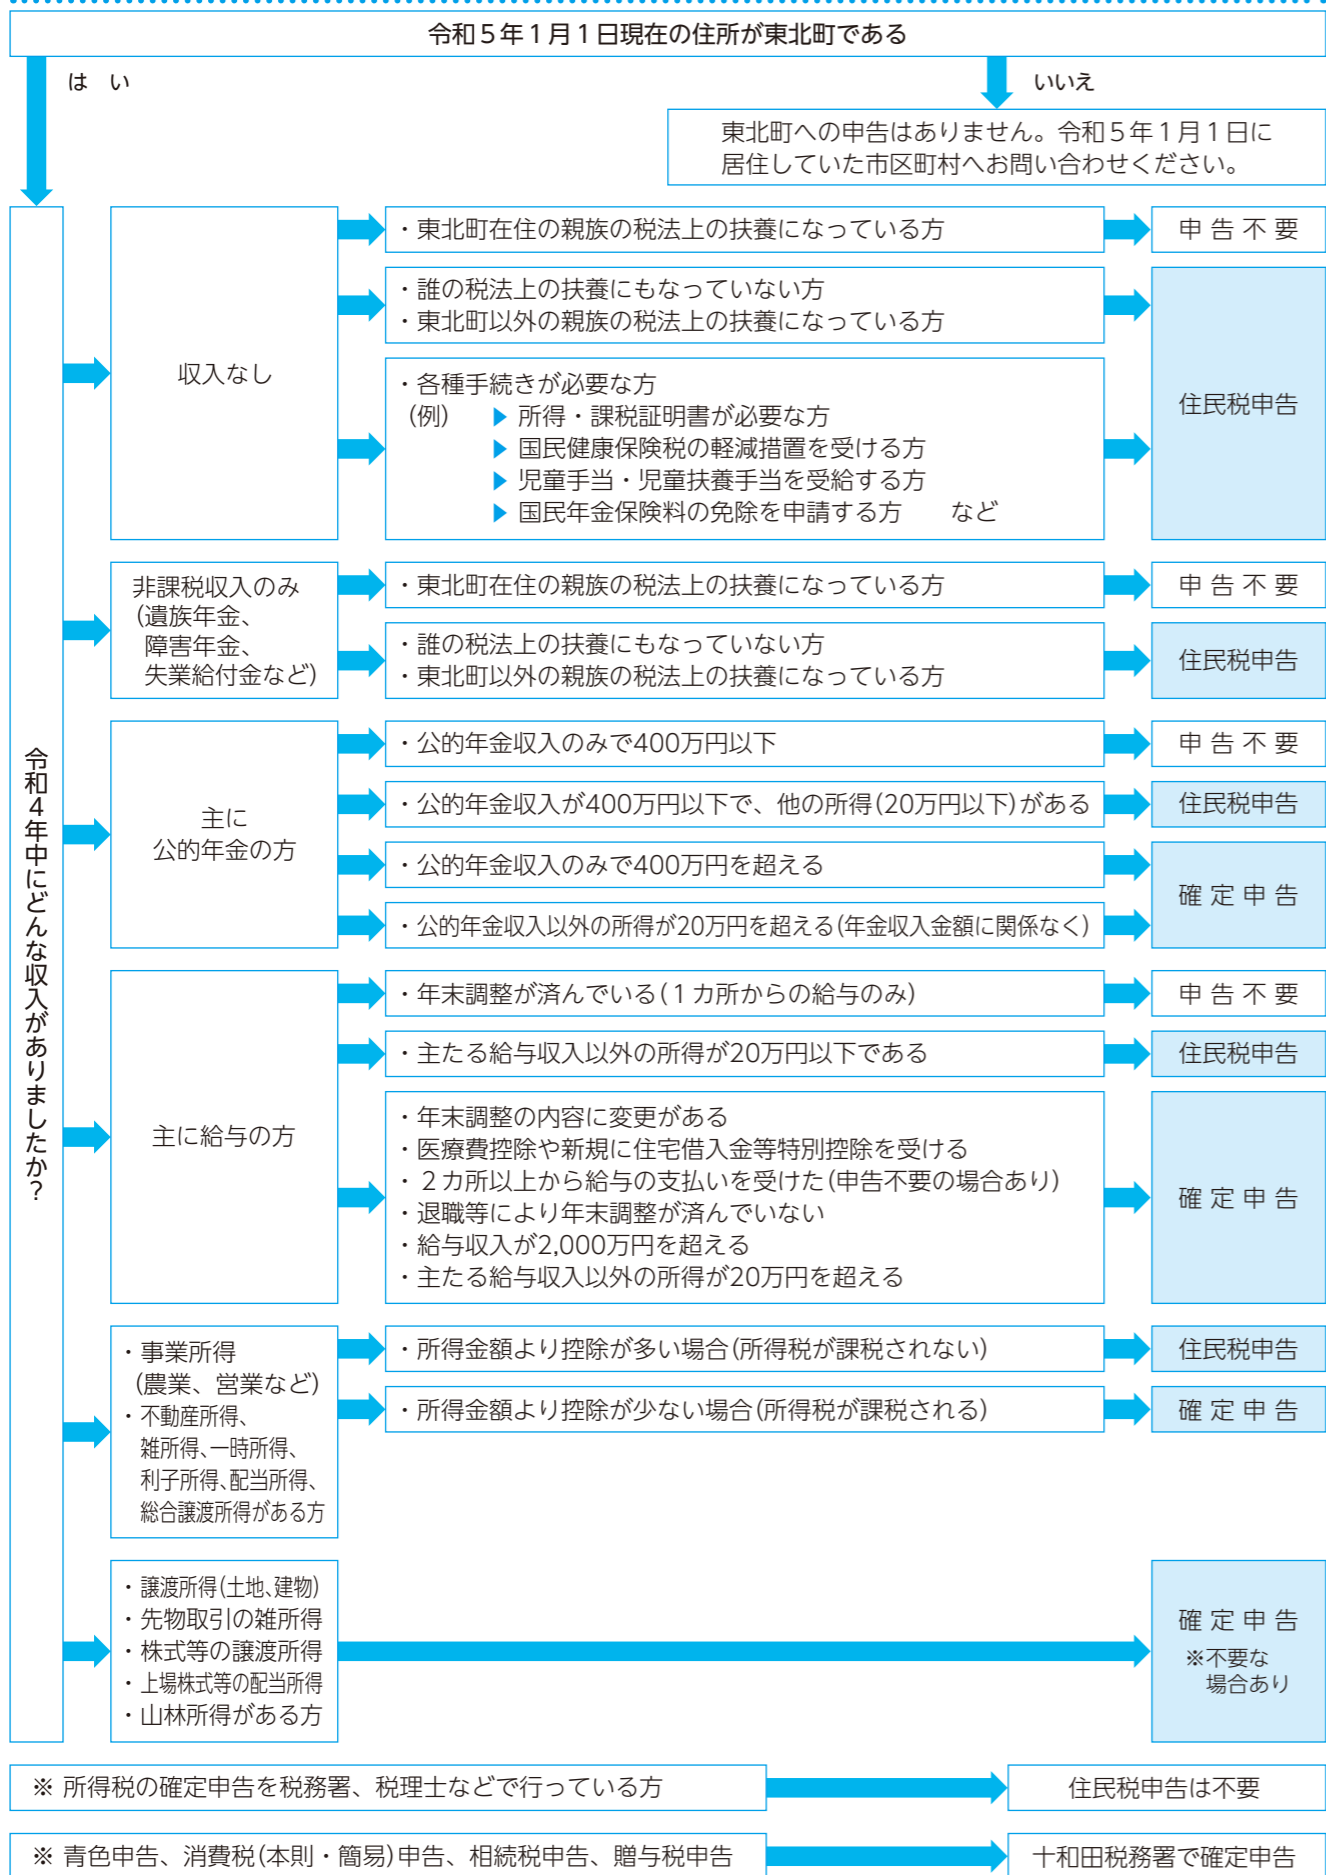 令和５年１月１日現在の住所が東北町である
は　い
いいえ
東北町への申告はありません。令和５年１月１日に
居住していた市区町村へお問い合わせください。
令和４年中にどんな収入がありましたか？
収入なし
・東北町在住の親族の税法上の扶養になっている方
申 告 不 要
・誰の税法上の扶養にもなっていない方
・東北町以外の親族の税法上の扶養になっている方
・各種手続きが必要な方
(例)　▶ 所得・課税証明書が必要な方
▶ 国民健康保険税の軽減措置を受ける方
▶ 児童手当・児童扶養手当を受給する方
▶ 国民年金保険料の免除を申請する方　　など
住民税申告
非課税収入のみ
(遺族年金、
障害年金、
失業給付金など)
・東北町在住の親族の税法上の扶養になっている方
申 告 不 要
・誰の税法上の扶養にもなっていない方
・東北町以外の親族の税法上の扶養になっている方
住民税申告
主に
公的年金の方
・公的年金収入のみで400万円以下
申 告 不 要
・公的年金収入が400万円以下で、他の所得(20万円以下)がある
住民税申告
・公的年金収入のみで400万円を超える
・公的年金収入以外の所得が20万円を超える(年金収入金額に関係なく)
確 定 申 告
主に給与の方
・年末調整が済んでいる(１カ所からの給与のみ)
申 告 不 要
・主たる給与収入以外の所得が20万円以下である
住民税申告
・年末調整の内容に変更がある
・医療費控除や新規に住宅借入金等特別控除を受ける
・２カ所以上から給与の支払いを受けた(申告不要の場合あり)
・退職等により年末調整が済んでいない
・給与収入が2,000万円を超える
・主たる給与収入以外の所得が20万円を超える
確 定 申 告
・事業所得
(農業、営業など)
・不動産所得、
雑所得、一時所得、
利子所得、配当所得、
総合譲渡所得がある方
・所得金額より控除が多い場合(所得税が課税されない)
住民税申告
・所得金額より控除が少ない場合(所得税が課税される)
確 定 申 告
・譲渡所得(土地、建物)
・先物取引の雑所得
・株式等の譲渡所得
・上場株式等の配当所得
・山林所得がある方
確 定 申 告
※不要な
場合あり
※ 所得税の確定申告を税務署、税理士などで行っている方
住民税申告は不要
※ 青色申告、消費税(本則・簡易)申告、相続税申告、贈与税申告
十和田税務署で確定申告